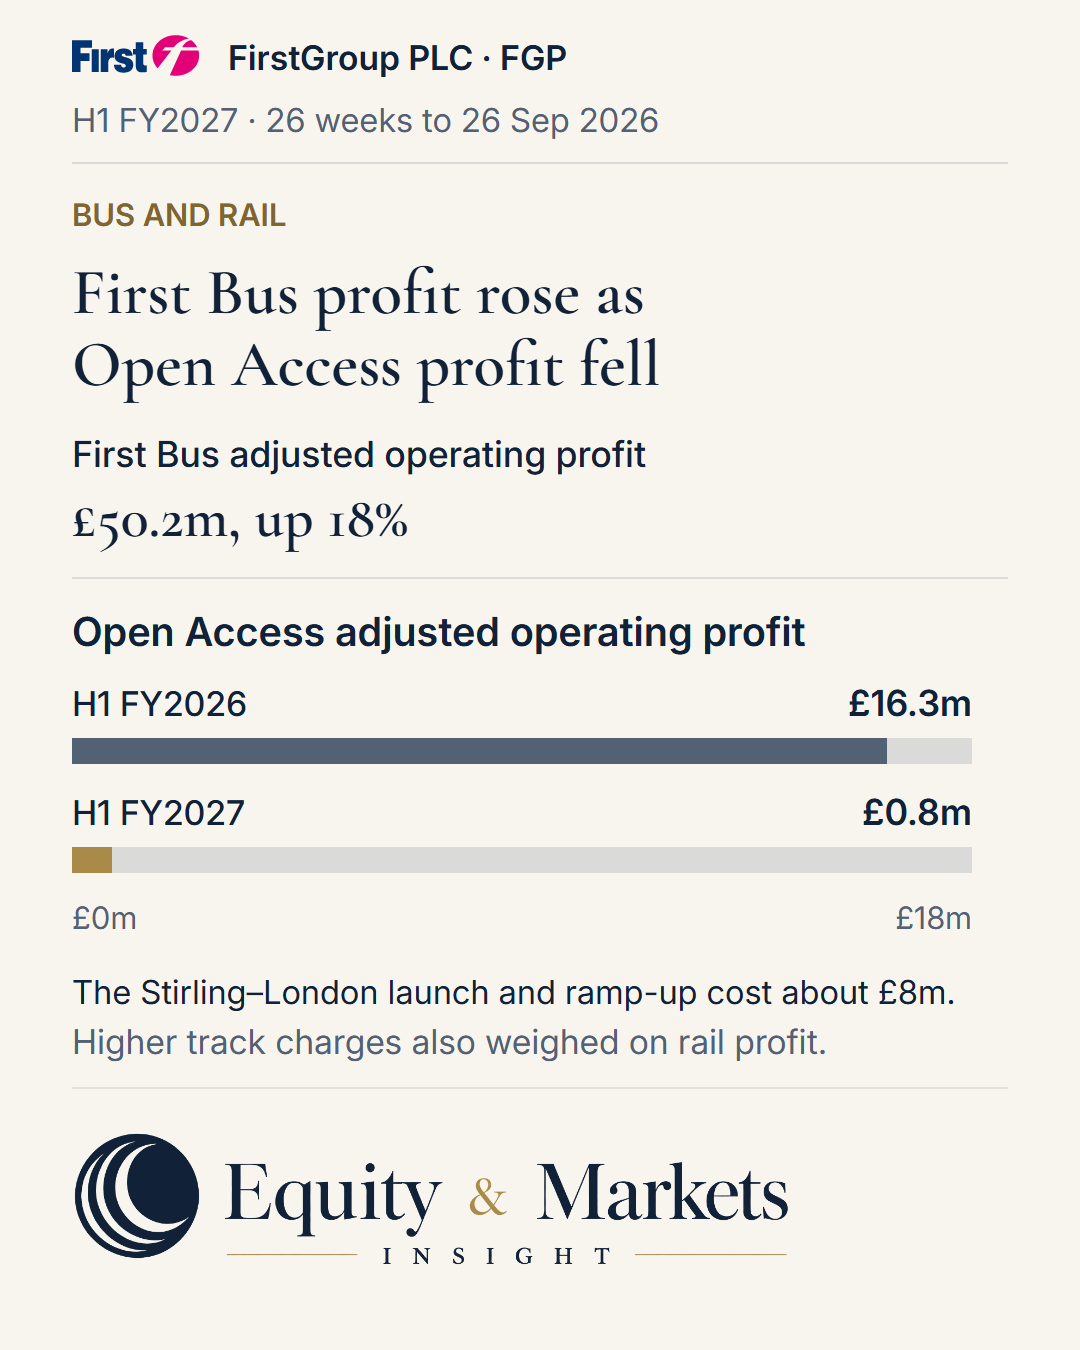 First f FirstGroup PLC · FGP
H1 FY2027 · 26 weeks to 26 Sep 2026
BUS AND RAIL
First Bus profit rose as
Open Access profit fell
First Bus adjusted operating profit
£50.2m, up 18%
Open Access adjusted operating profit
H1 FY2026 £16.3m
H1 FY2027 £0.8m
£0m £18m
The Stirling–London launch and ramp-up cost about £8m.
Higher track charges also weighed on rail profit.
Equity & Markets
INSIGHT